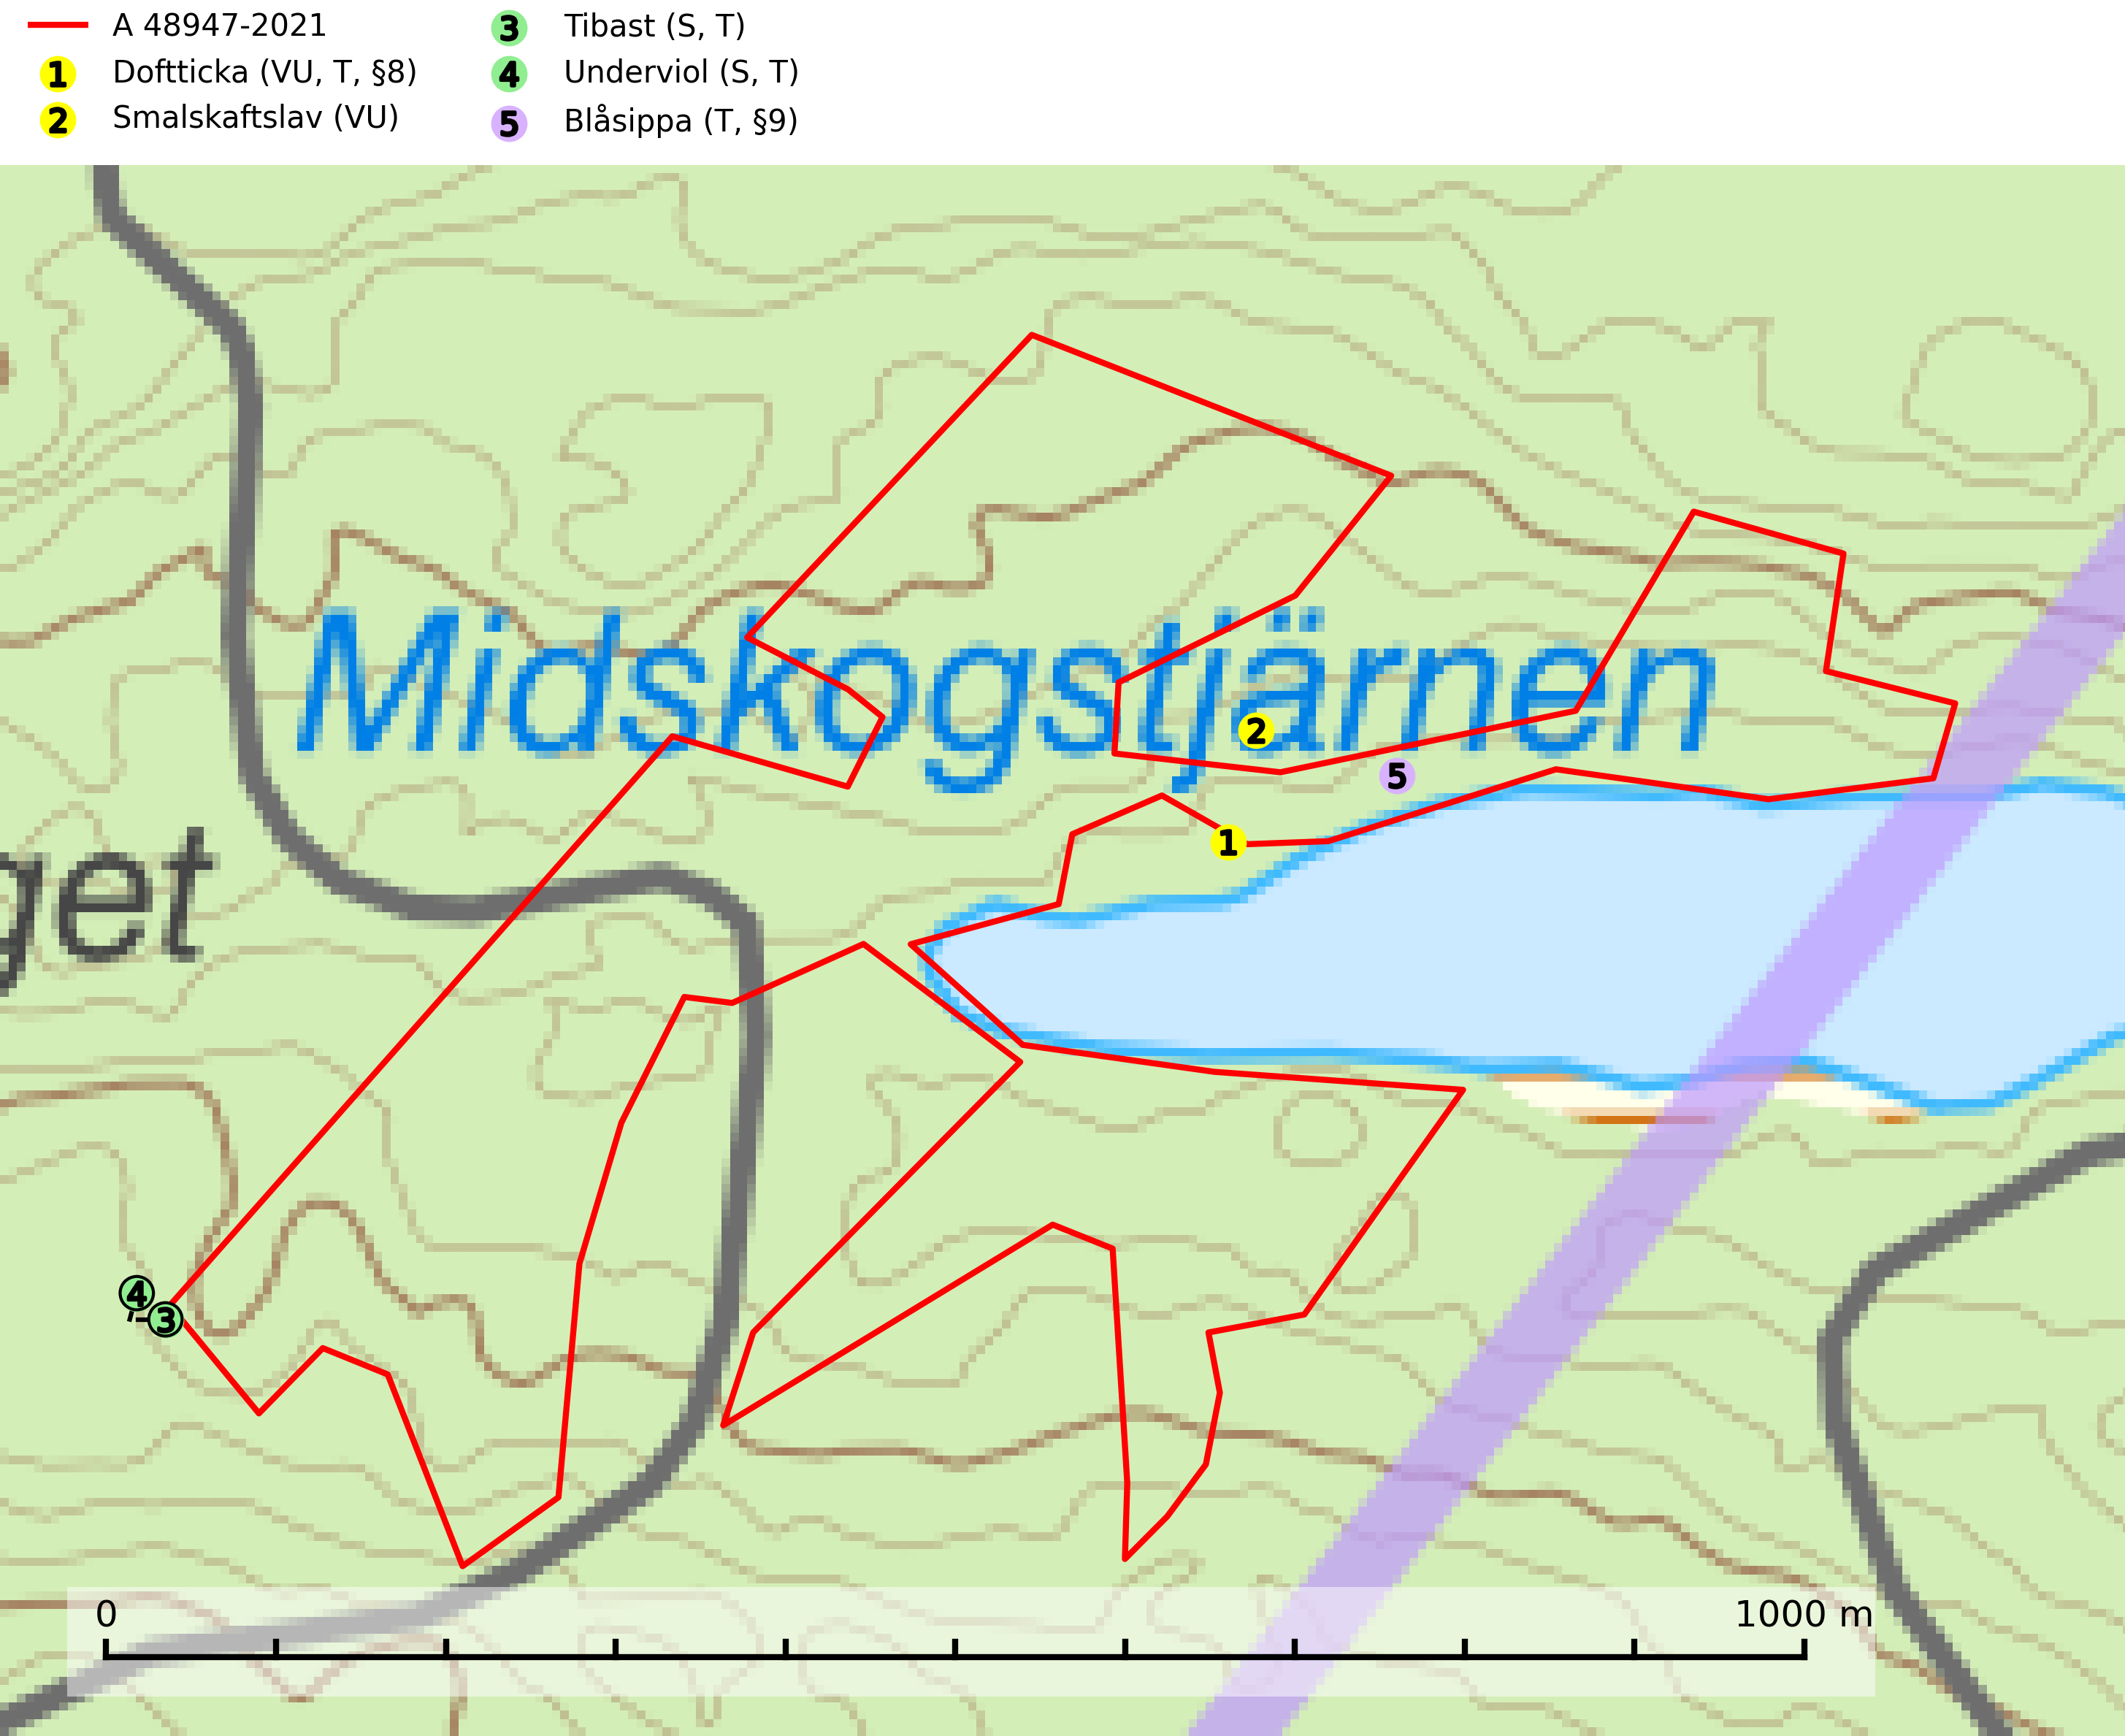 A 48947-2021
1 Doftticka (VU, T, §8)
2 Smalskaftslav (VU)
3 Tibast (S, T)
4 Underviol (S, T)
5 Blåsippa (T, §9)
Midskogstjärnen
2
5
1
get
4
3
0 1000 m